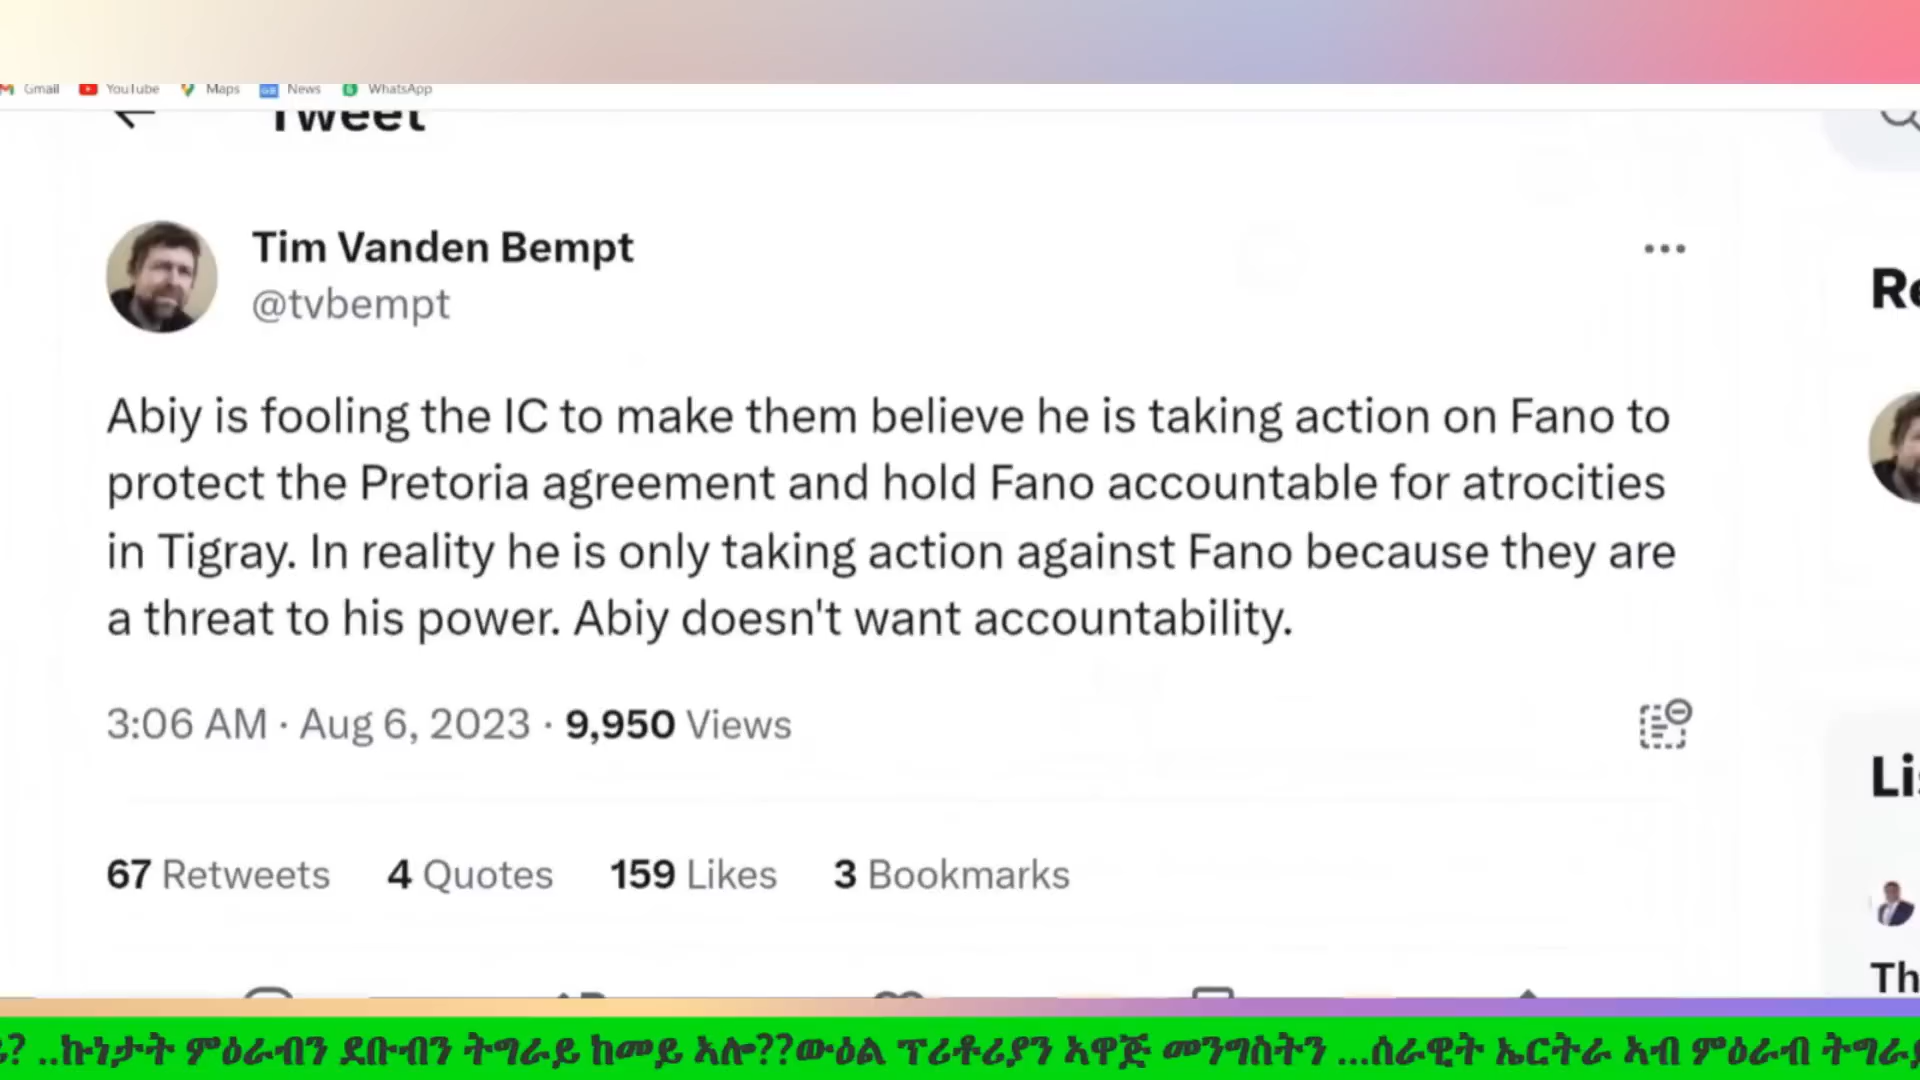 Gmail YouTube Maps News WhatsApp
Tweet
Tim Vanden Bempt
@tvbempt
Abiy is fooling the IC to make them believe he is taking action on Fano to
protect the Pretoria agreement and hold Fano accountable for atrocities
in Tigray. In reality he is only taking action against Fano because they are
a threat to his power. Abiy doesn't want accountability.
3:06 AM · Aug 6, 2023 · 9,950 Views
67 Retweets 4 Quotes 159 Likes 3 Bookmarks
? ..ኩነታት ምዕራብን ደቡብን ትግራይ ከመይ ኣሎ??ውዕል ፕሪቶሪያን ኣዋጅ መንግስትን ...ሰራዊት ኤርትራ ኣብ ምዕራብ